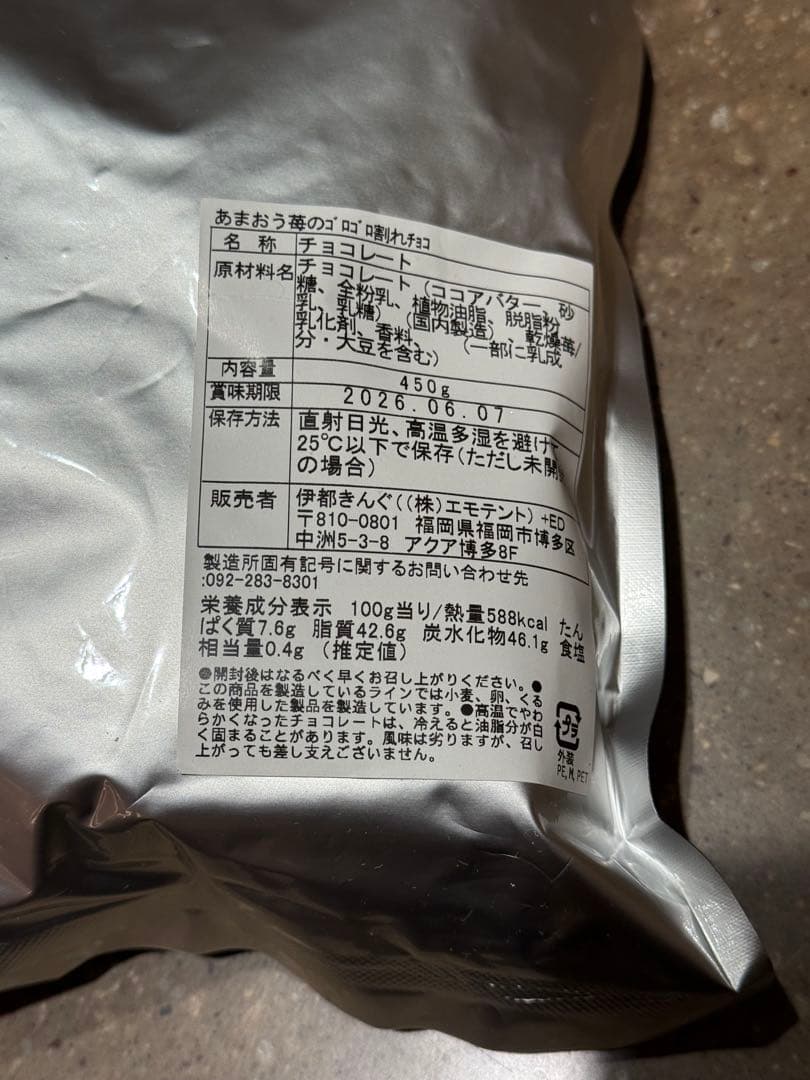 あまおう苺のｺﾞﾛｺﾞﾛ割れﾁｮｺ
名 称 チョコレート
原材料名 チョコレート（ココアバター、砂
糖、全粉乳、植物油脂、脱脂粉
乳、乳糖）（国内製造）、乾燥苺/
乳化剤、香料、（一部に乳成
分・大豆を含む）
内容量 450g
賞味期限 2026.06.07
保存方法 直射日光、高温多湿を避け
25℃以下で保存(ただし未開
の場合)
販売者 伊都きんぐ((株)エモテント) +ED
〒810-0801 福岡県福岡市博多区
中洲5-3-8 アクア博多8F
製造所固有記号に関するお問い合わせ先
:092-283-8301
栄養成分表示 100g当り/熱量588kcal たん
ぱく質7.6g 脂質42.6g 炭水化物46.1g 食塩
相当量0.4g （推定値）
●開封後はなるべく早くお召し上がりください。●
この商品を製造しているラインでは小麦、卵、くる
みを使用した製品を製造しています。●高温でやわ
らかくなったチョコレートは、冷えると油脂分が白
く固まることがあります。風味は劣りますが、召し
上がっても差し支えございません。
プラ
外装
PE,M,PET